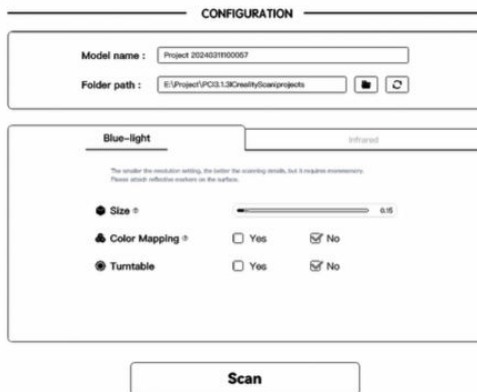 CONFIGURATION
Model name : Project 20240311100057
Folder path : E:\Project\PCI3.1.3\CrealityScan\projects
Blue-light Infrared
The smaller the resolution setting, the better the scanning details, but it requires morememory.
Please attach reflective markers on the surface.
Size 0.15
Color Mapping Yes No
Turntable Yes No
Scan